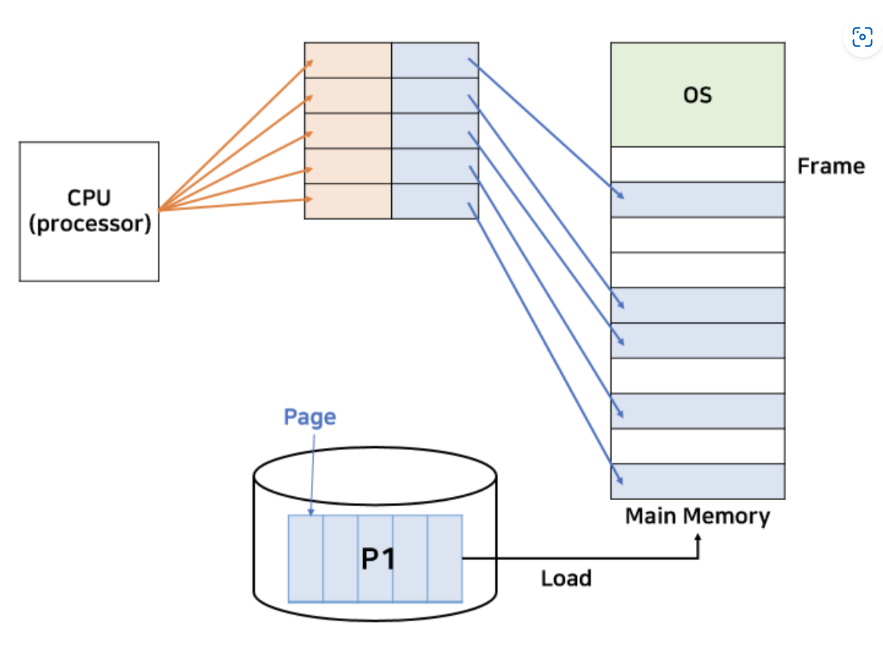 OS
Frame
CPU
(processor)
Page
P1
Main Memory
Load